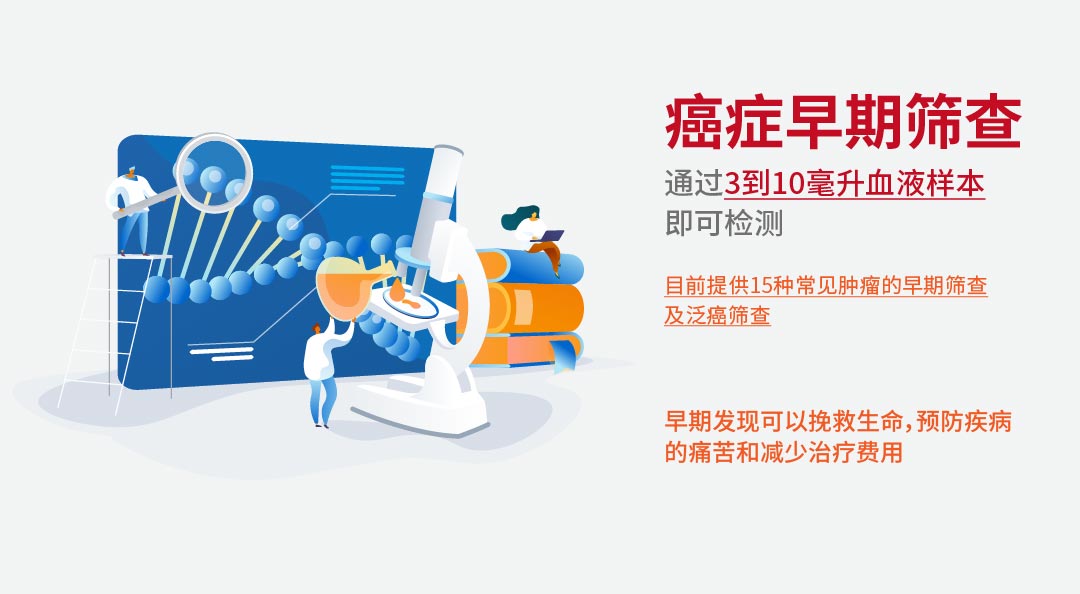 癌症早期筛查
通过3到10毫升血液样本
即可检测
目前提供15种常见肿瘤的早期筛查
及泛癌筛查
早期发现可以挽救生命，预防疾病
的痛苦和减少治疗费用